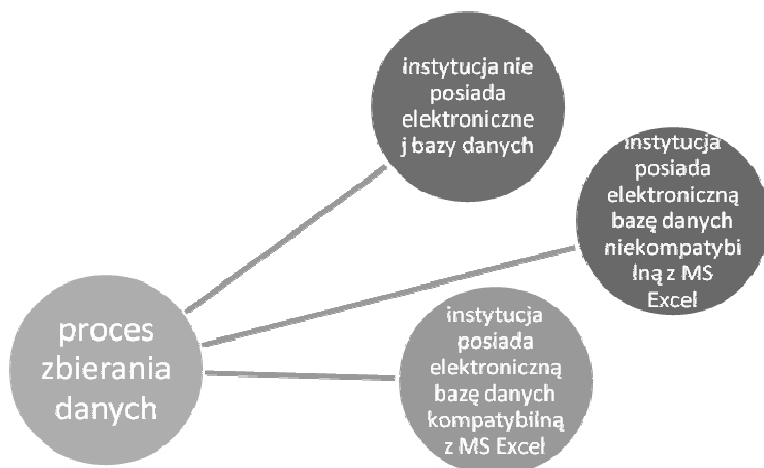 instytucja nie
posiada
elektroniczne
j bazy danych
instytucja
posiada
elektroniczną
bazę danych
niekompatybi
lną z MS
Excel
proces
zbierania
danych
instytucja
posiada
elektroniczną
bazę danych
kompatybilną
z MS Excel